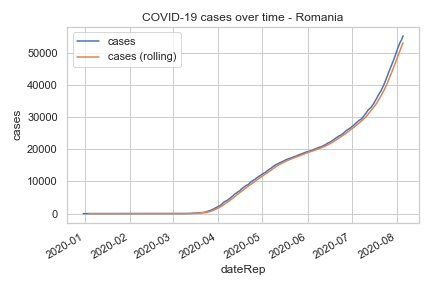 COVID-19 cases over time - Romania
cases
cases (rolling)
50000
40000
30000
20000
10000
0
cases
2020-01
2020-02
2020-03
2020-04
2020-05
2020-06
2020-07
2020-08
dateRep